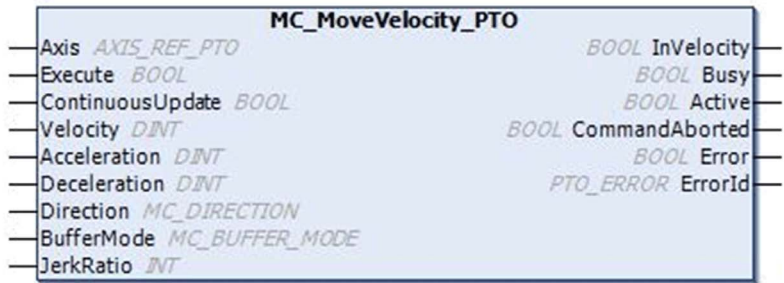 MC_MoveVelocity_PTO
Axis AXIS_REF_PTO BOOL InVelocity
Execute BOOL BOOL Busy
ContinuousUpdate BOOL BOOL Active
Velocity DINT BOOL CommandAborted
Acceleration DINT BOOL Error
Deceleration DINT PTO_ERROR ErrorId
Direction MC_DIRECTION
BufferMode MC_BUFFER_MODE
JerkRatio INT